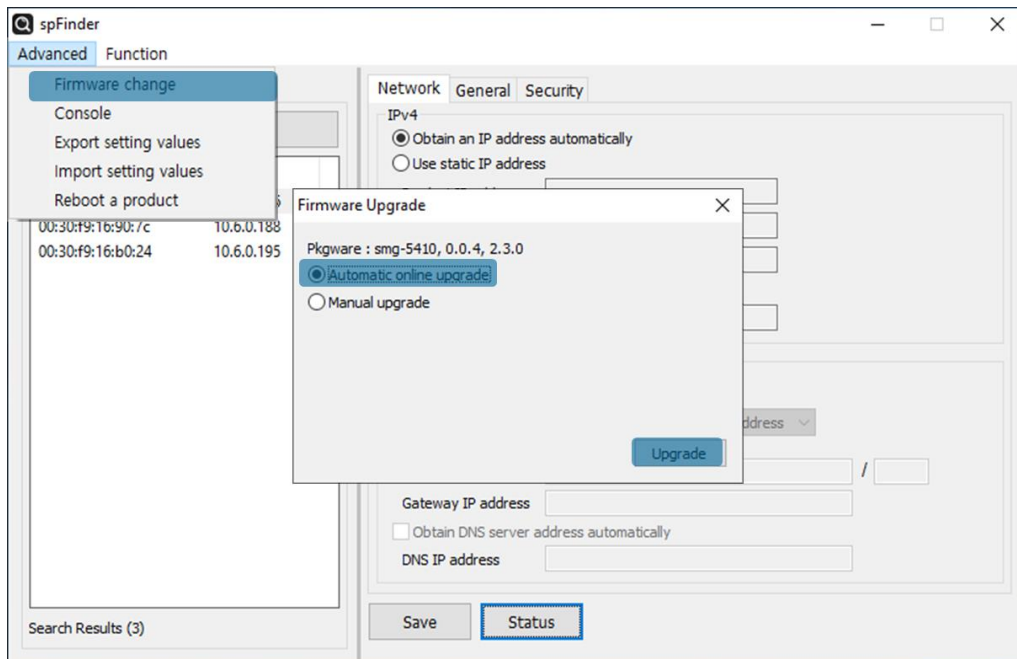 spFinder
Advanced Function
Firmware change
Console
Export setting values
Import setting values
Reboot a product
00:30:f9:16:90:7c 10.6.0.188
00:30:f9:16:b0:24 10.6.0.195
Search Results (3)
Network General Security
IPv4
Obtain an IP address automatically
Use static IP address
Firmware Upgrade
Pkgware : smg-5410, 0.0.4, 2.3.0
Automatic online upgrade
Manual upgrade
Upgrade
ddress
/
Gateway IP address
Obtain DNS server address automatically
DNS IP address
Save Status